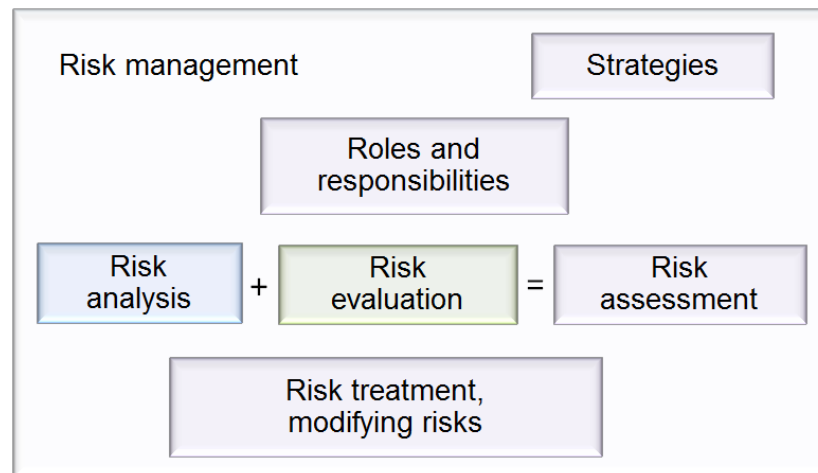 Risk management
Strategies
Roles and
responsibilities
Risk
analysis
+
Risk
evaluation
=
Risk
assessment
Risk treatment,
modifying risks